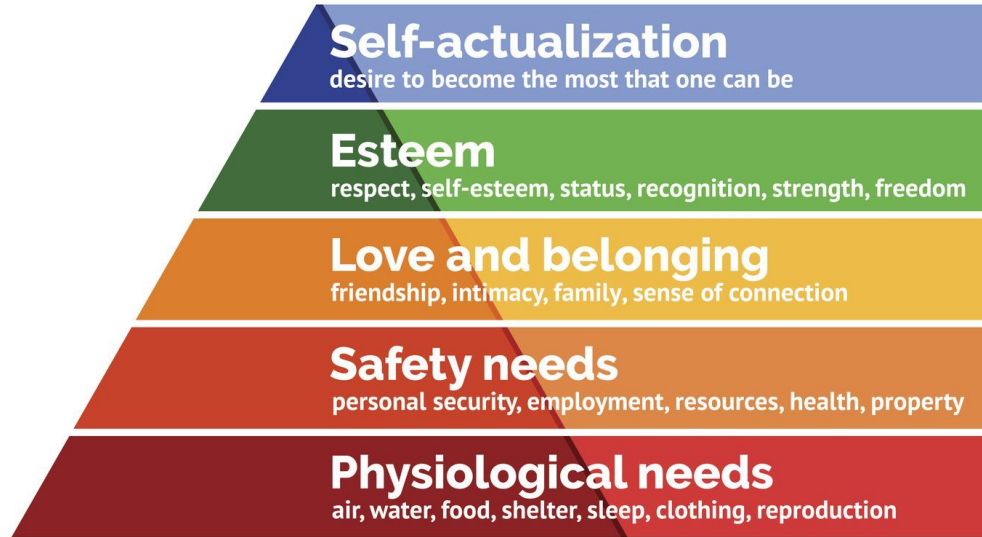 Self-actualization
desire to become the most that one can be
Esteem
respect, self-esteem, status, recognition, strength, freedom
Love and belonging
friendship, intimacy, family, sense of connection
Safety needs
personal security, employment, resources, health, property
Physiological needs
air, water, food, shelter, sleep, clothing, reproduction